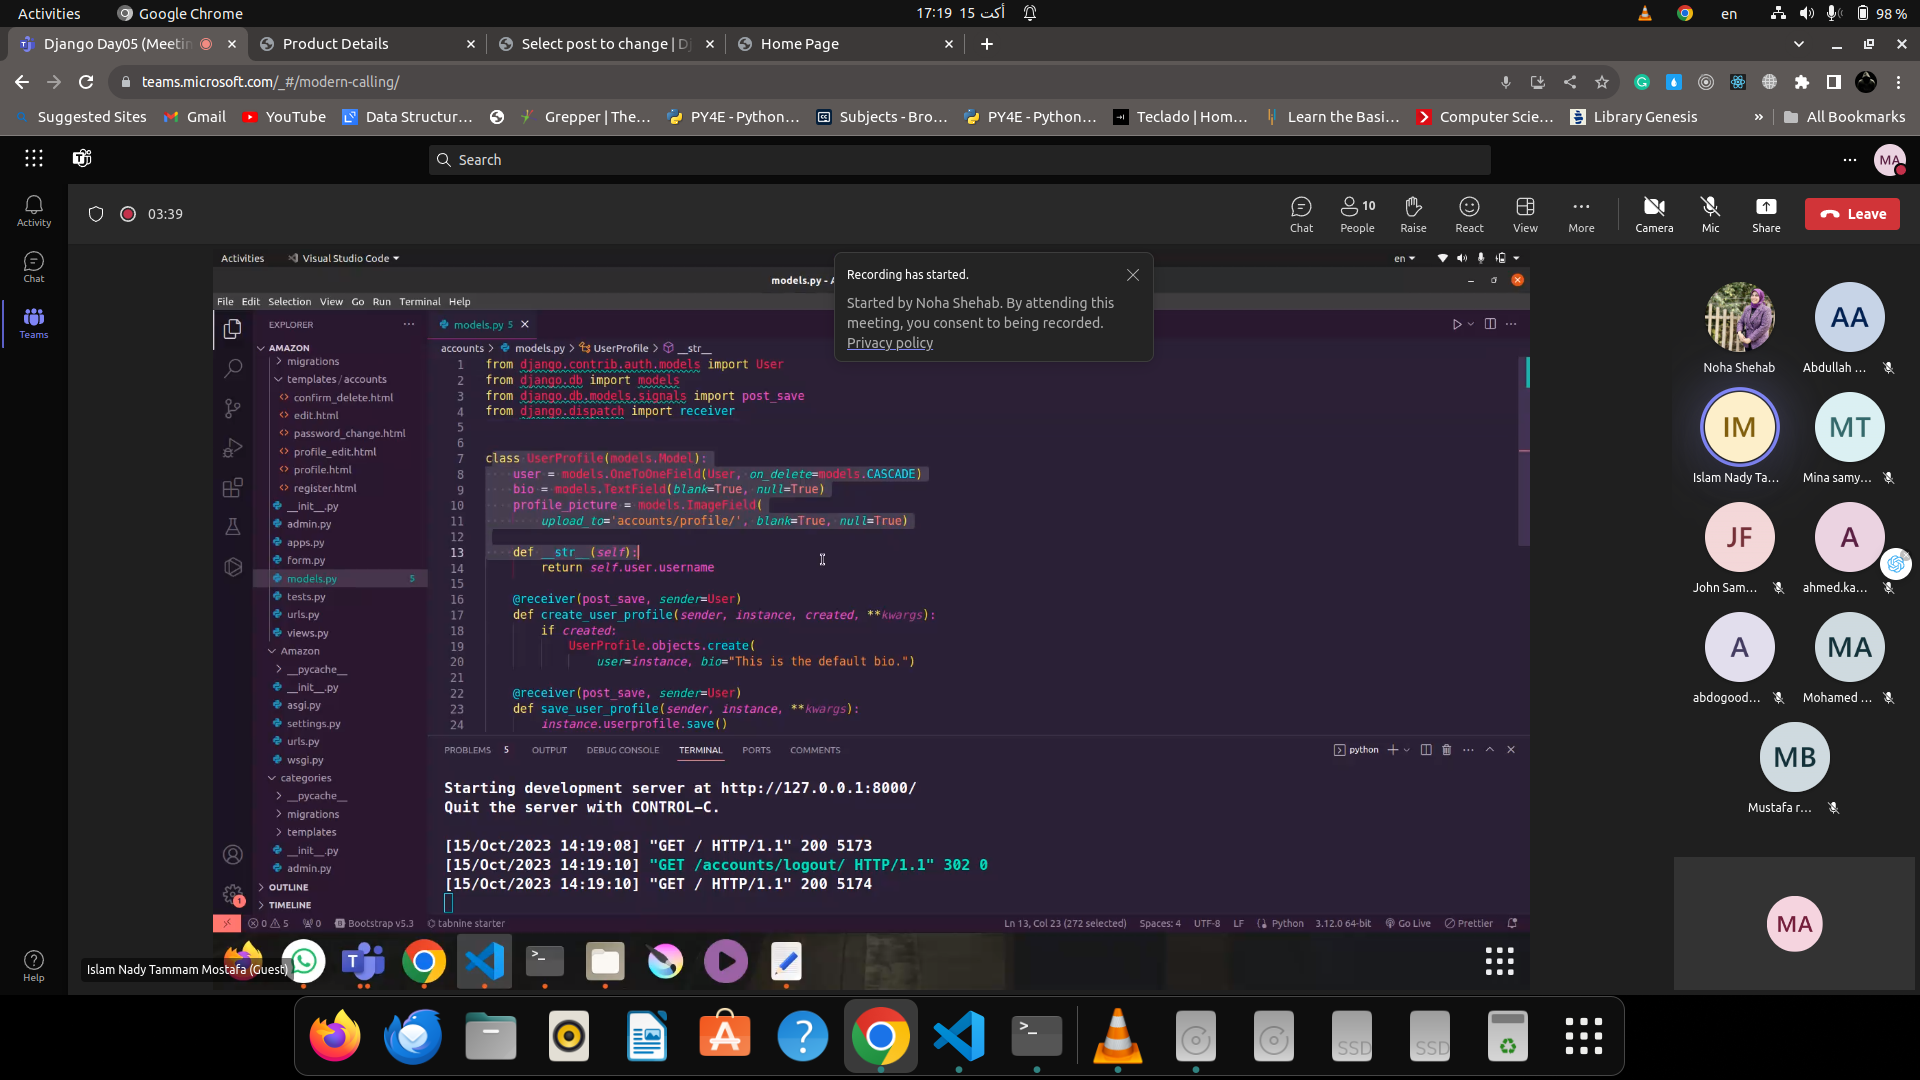 Activities
Google Chrome
17:19 15 أكت
en
98 %
Django Day05 (Meetin
Product Details
Select post to change | D
Home Page
teams.microsoft.com/_#/modern-calling/
Suggested Sites
Gmail
YouTube
Data Structur...
Grepper | The...
PY4E - Python...
Subjects - Bro...
PY4E - Python...
Teclado | Hom...
Learn the Basi...
Computer Scie...
Library Genesis
»
All Bookmarks
Search
MA
Activity
Chat
Teams
Help
03:39
Chat
10
People
Raise
React
View
More
Camera
Mic
Share
Leave
Activities
Visual Studio Code
en
models.py - A
Recording has started.
Started by Noha Shehab. By attending this
meeting, you consent to being recorded.
Privacy policy
File Edit Selection View Go Run Terminal Help
EXPLORER
AMAZON
migrations
templates / accounts
confirm_delete.html
edit.html
password_change.html
profile_edit.html
profile.html
register.html
__init__.py
admin.py
apps.py
form.py
models.py 5
tests.py
urls.py
views.py
Amazon
__pycache__
__init__.py
asgi.py
settings.py
urls.py
wsgi.py
categories
__pycache__
migrations
templates
__init__.py
admin.py
OUTLINE
TIMELINE
models.py 5
accounts > models.py > UserProfile > __str__
1 from django.contrib.auth.models import User
2 from django.db import models
3 from django.db.models.signals import post_save
4 from django.dispatch import receiver
5
6
7 class UserProfile(models.Model):
8 user = models.OneToOneField(User, on_delete=models.CASCADE)
9 bio = models.TextField(blank=True, null=True)
10 profile_picture = models.ImageField(
11 upload_to='accounts/profile/', blank=True, null=True)
12
13 def __str__(self):
14 return self.user.username
15
16 @receiver(post_save, sender=User)
17 def create_user_profile(sender, instance, created, **kwargs):
18 if created:
19 UserProfile.objects.create(
20 user=instance, bio="This is the default bio.")
21
22 @receiver(post_save, sender=User)
23 def save_user_profile(sender, instance, **kwargs):
24 instance.userprofile.save()
PROBLEMS 5 OUTPUT DEBUG CONSOLE TERMINAL PORTS COMMENTS
python
Starting development server at http://127.0.0.1:8000/
Quit the server with CONTROL-C.
[15/Oct/2023 14:19:08] "GET / HTTP/1.1" 200 5173
[15/Oct/2023 14:19:10] "GET /accounts/logout/ HTTP/1.1" 302 0
[15/Oct/2023 14:19:10] "GET / HTTP/1.1" 200 5174
1
0 5 0 Bootstrap v5.3 tabnine starter
Ln 13, Col 23 (272 selected) Spaces: 4 UTF-8 LF Python 3.12.0 64-bit Go Live Prettier
Islam Nady Tammam Mostafa (Guest)
Noha Shehab
AA
Abdullah ...
IM
Islam Nady Ta...
MT
Mina samy...
JF
John Sam...
A
ahmed.ka...
A
abdogood...
MA
Mohamed ...
MB
Mustafa r...
MA
SSD
SSD